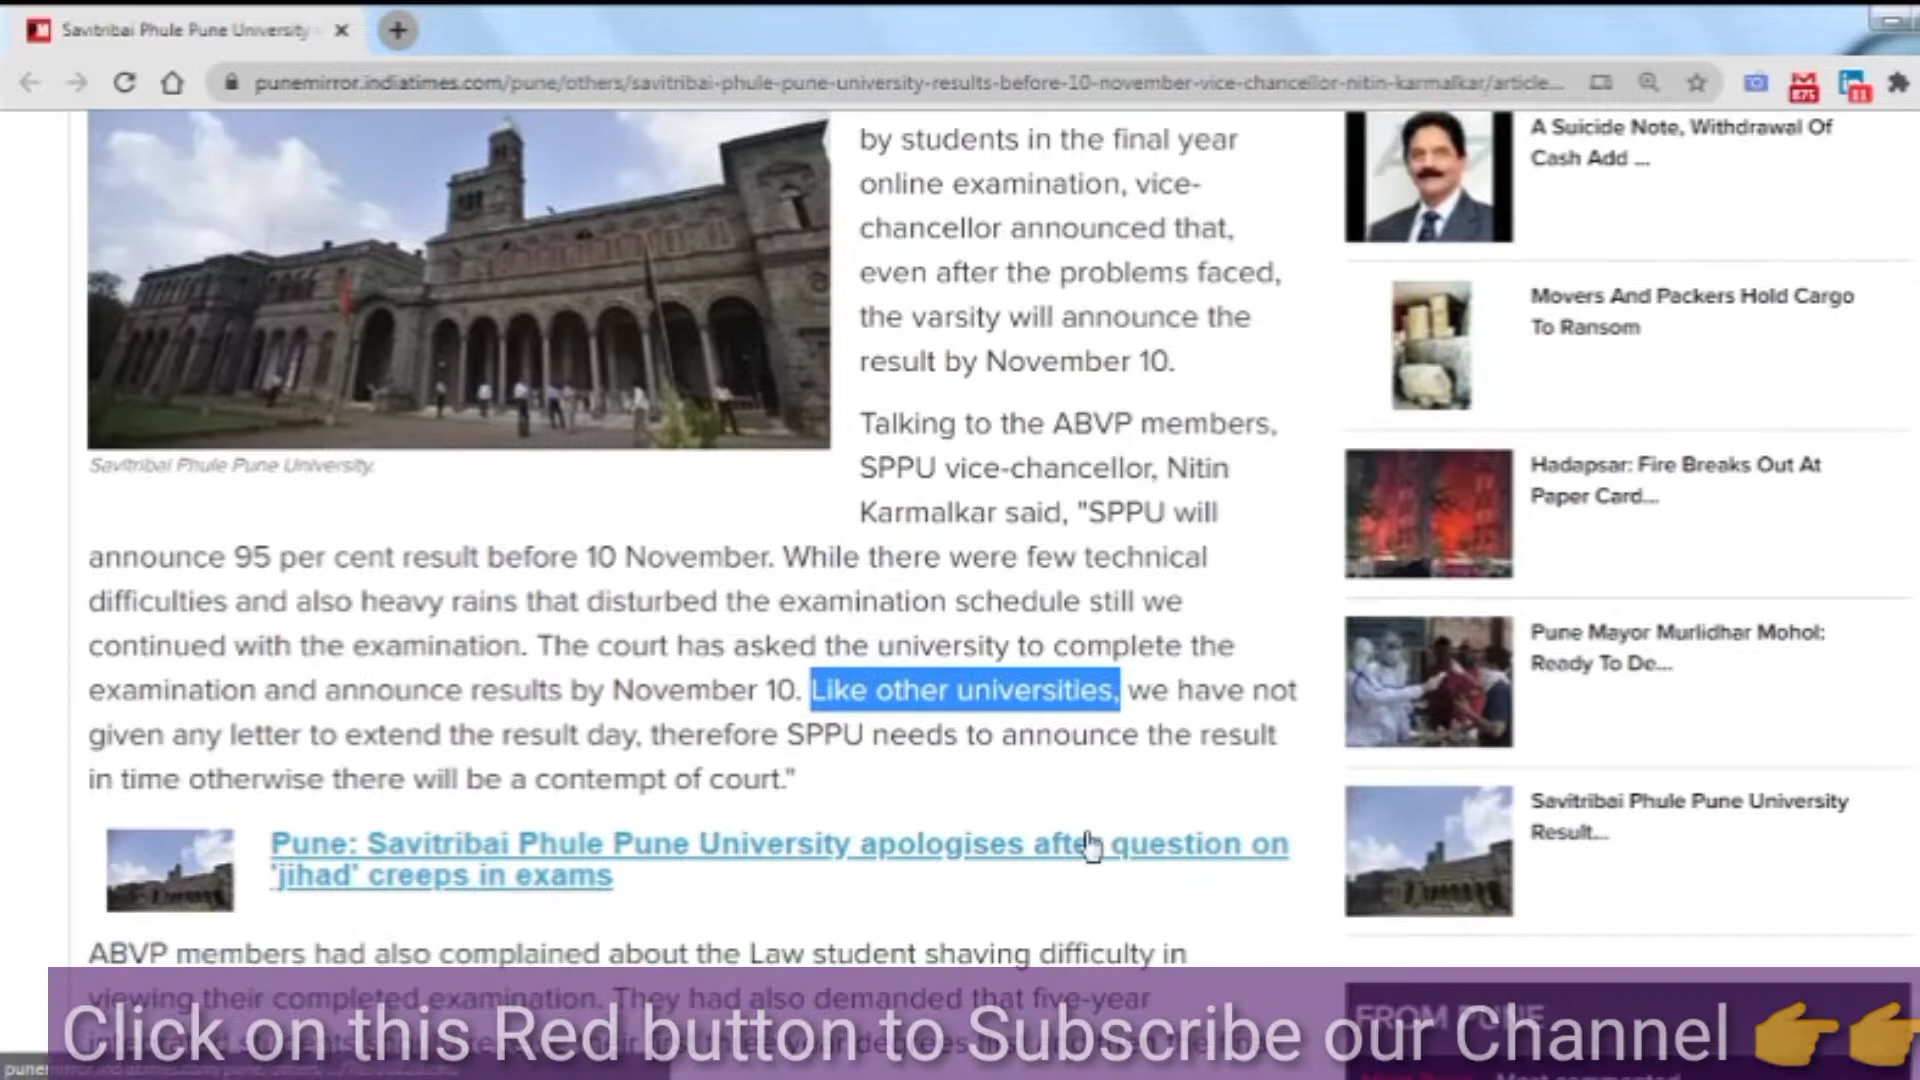 Savitribai Phule Pune University
punemirror.indiatimes.com/pune/others/savitribai-phule-pune-university-results-before-10-november-vice-chancellor-nitin-karmalkar/article...
875
11
by students in the final year
online examination, vice-
chancellor announced that,
even after the problems faced,
the varsity will announce the
result by November 10.
Talking to the ABVP members,
SPPU vice-chancellor, Nitin
Karmalkar said, "SPPU will
Savitribai Phule Pune University.
announce 95 per cent result before 10 November. While there were few technical
difficulties and also heavy rains that disturbed the examination schedule still we
continued with the examination. The court has asked the university to complete the
examination and announce results by November 10. Like other universities, we have not
given any letter to extend the result day, therefore SPPU needs to announce the result
in time otherwise there will be a contempt of court."
Pune: Savitribai Phule Pune University apologises after question on
'jihad' creeps in exams
ABVP members had also complained about the Law student shaving difficulty in
viewing their completed examination. They had also demanded that five-year
A Suicide Note, Withdrawal Of
Cash Add ...
Movers And Packers Hold Cargo
To Ransom
Hadapsar: Fire Breaks Out At
Paper Card...
Pune Mayor Murlidhar Mohol:
Ready To De...
Savitribai Phule Pune University
Result...
FROM PUNE
Click on this Red button to Subscribe our Channel